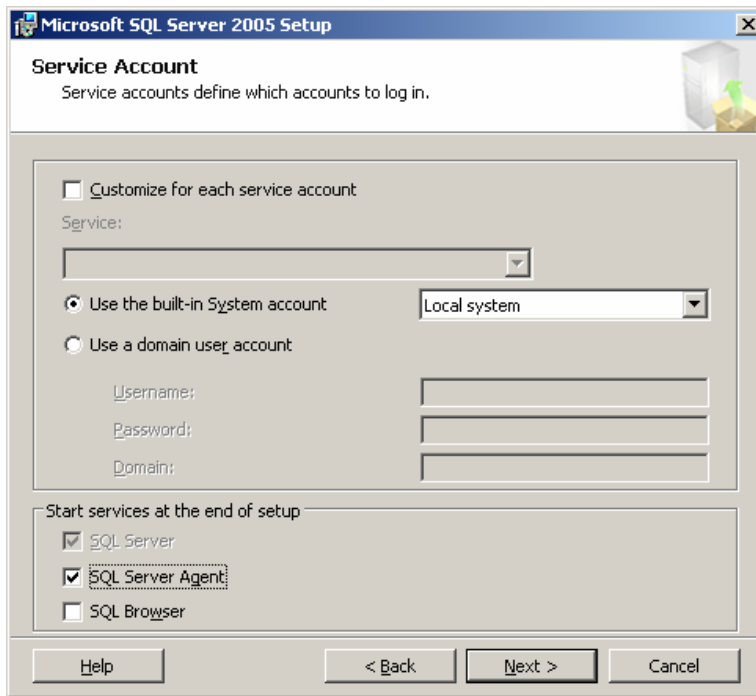 Microsoft SQL Server 2005 Setup
Service Account
Service accounts define which accounts to log in.
Customize for each service account
Service:
Use the built-in System account Local system
Use a domain user account
Username:
Password:
Domain:
Start services at the end of setup
SQL Server
SQL Server Agent
SQL Browser
Help < Back Next > Cancel